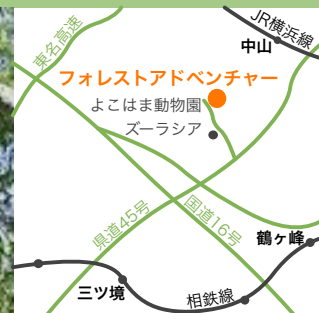 JR横浜線
東名高速
中山
フォレストアドベンチャー
よこはま動物園
ズーラシア
県道45号
国道16号
鶴ヶ峰
三ツ境
相鉄線